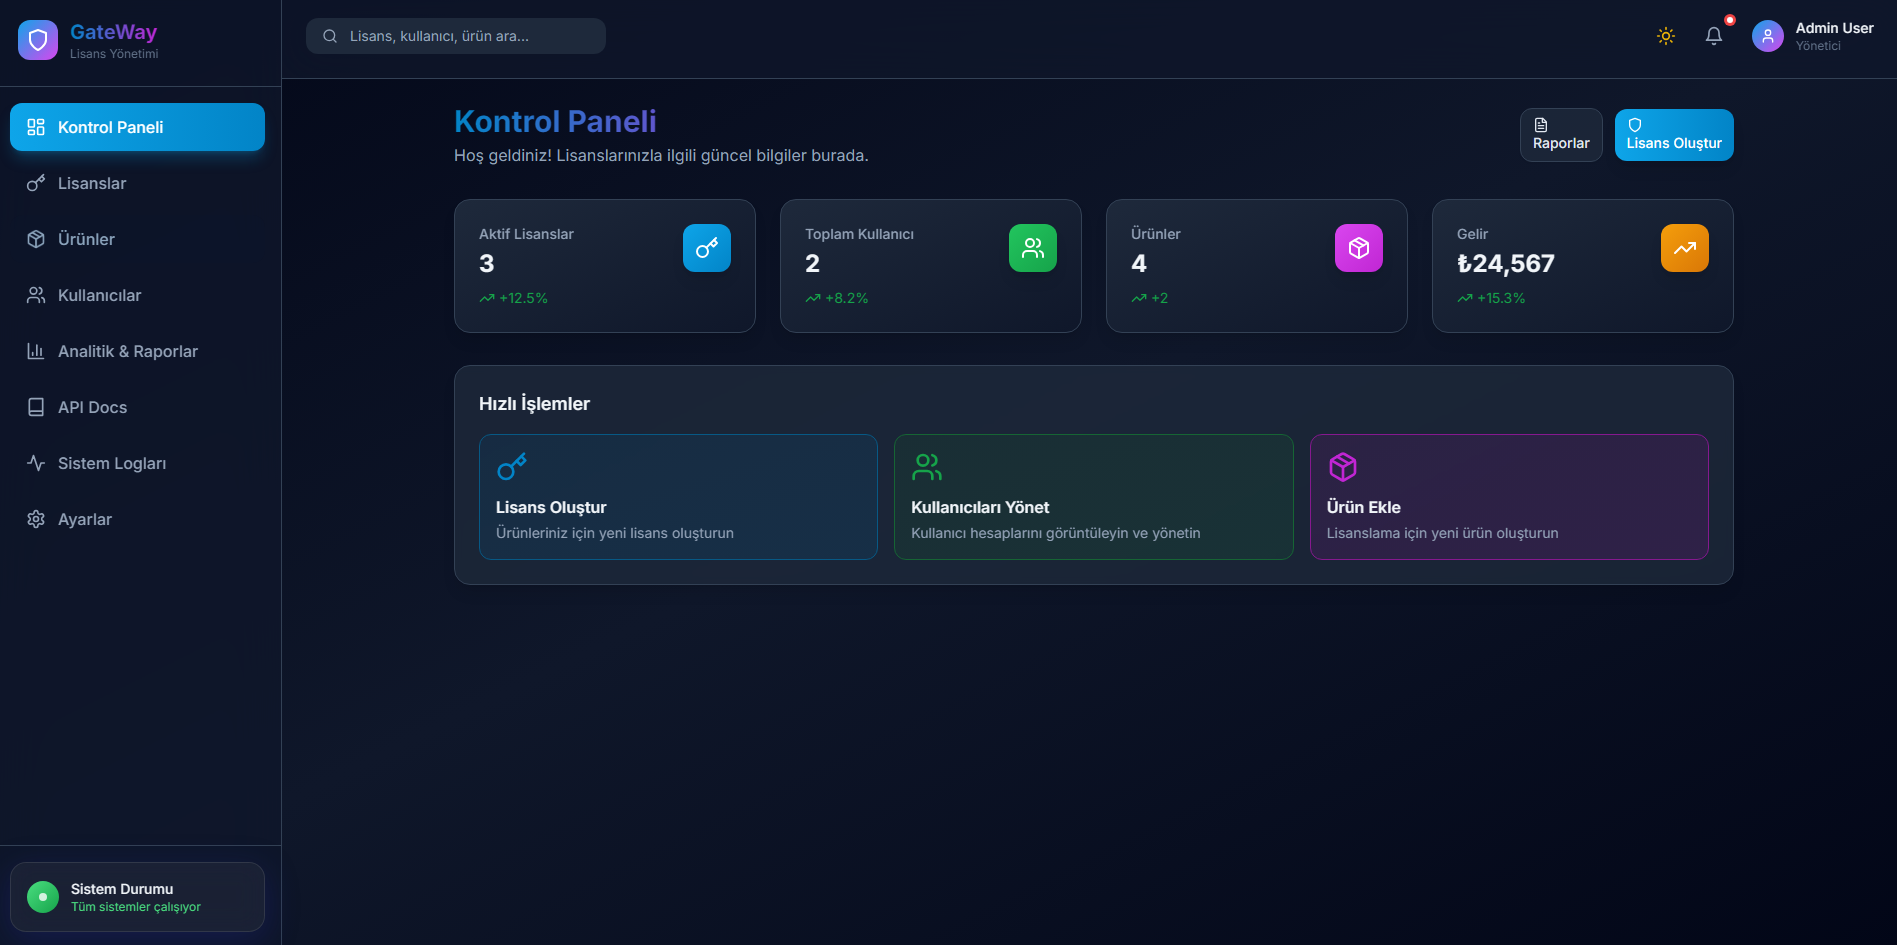 GateWay
Lisans Yönetimi
Lisans, kullanıcı, ürün ara...
Admin User
Yönetici
Kontrol Paneli
Lisanslar
Ürünler
Kullanıcılar
Analitik & Raporlar
API Docs
Sistem Logları
Ayarlar
Sistem Durumu
Tüm sistemler çalışıyor
Kontrol Paneli
Hoş geldiniz! Lisanslarınızla ilgili güncel bilgiler burada.
Raporlar
Lisans Oluştur
Aktif Lisanslar
3
+12.5%
Toplam Kullanıcı
2
+8.2%
Ürünler
4
+2
Gelir
₺24,567
+15.3%
Hızlı İşlemler
Lisans Oluştur
Ürünleriniz için yeni lisans oluşturun
Kullanıcıları Yönet
Kullanıcı hesaplarını görüntüleyin ve yönetin
Ürün Ekle
Lisanslama için yeni ürün oluşturun